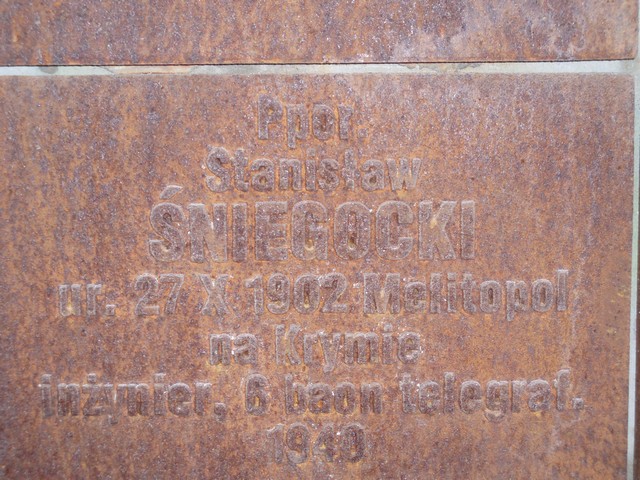 Ppor.
Stanisław
ŚNIEGOCKI
ur. 27 X 1902 Melitopol
na Krymie
inżynier, 6 baon telegraf.
1940